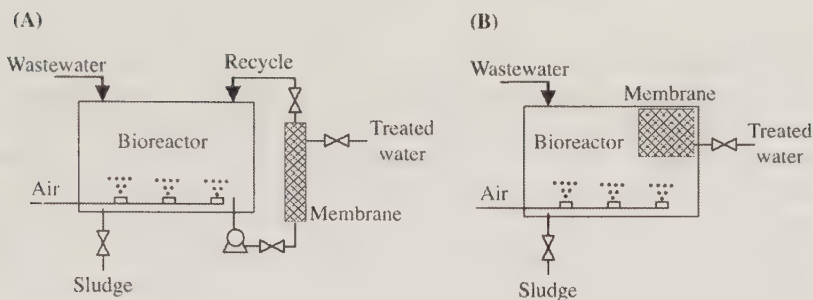 (A)
Wastewater
Recycle
Bioreactor
Treated
water
Air
Membrane
Sludge
(B)
Wastewater
Membrane
Bioreactor
Treated
water
Air
Sludge